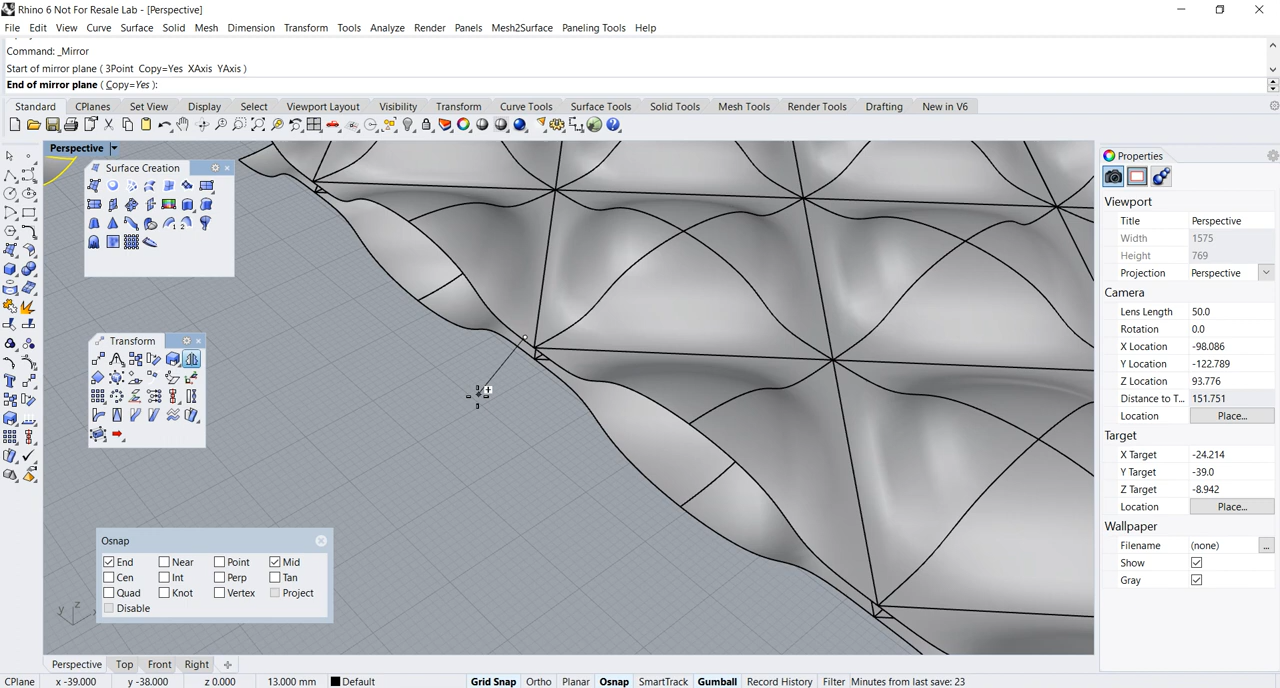 Rhino 6 Not For Resale Lab - [Perspective]
File Edit View Curve Surface Solid Mesh Dimension Transform Tools Analyze Render Panels Mesh2Surface Paneling Tools Help
Command: _Mirror
Start of mirror plane ( 3Point Copy=Yes XAxis YAxis )
End of mirror plane ( Copy=Yes ):
Standard CPlanes Set View Display Select Viewport Layout Visibility Transform Curve Tools Surface Tools Solid Tools Mesh Tools Render Tools Drafting New in V6
Perspective
Surface Creation
Transform
Osnap
End Near Point Mid
Cen Int Perp Tan
Quad Knot Vertex Project
Disable
y z
Properties
Viewport
Title Perspective
Width 1575
Height 769
Projection Perspective
Camera
Lens Length 50.0
Rotation 0.0
X Location -98.086
Y Location -122.789
Z Location 93.776
Distance to T... 151.751
Location Place...
Target
X Target -24.214
Y Target -39.0
Z Target -8.942
Location Place...
Wallpaper
Filename (none) ...
Show
Gray
Perspective Top Front Right
CPlane x -39.000 y -38.000 z 0.000 13.000 mm Default Grid Snap Ortho Planar Osnap SmartTrack Gumball Record History Filter Minutes from last save: 23